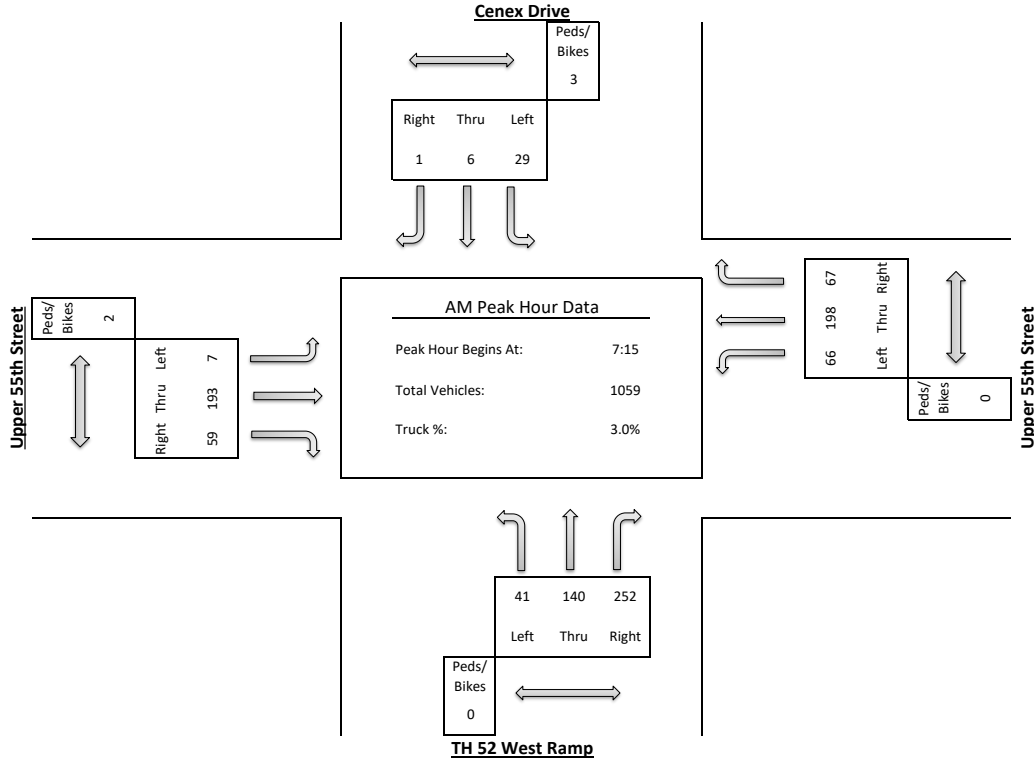 Cenex Drive
Peds/
Bikes
3
Right Thru Left
1 6 29
Upper 55th Street
Peds/
Bikes
2
Left 7
Thru 193
Right 59
AM Peak Hour Data
Peak Hour Begins At: 7:15
Total Vehicles: 1059
Truck %: 3.0%
67 Right
198 Thru
66 Left
Peds/
Bikes
0
Upper 55th Street
41 140 252
Left Thru Right
Peds/
Bikes
0
TH 52 West Ramp